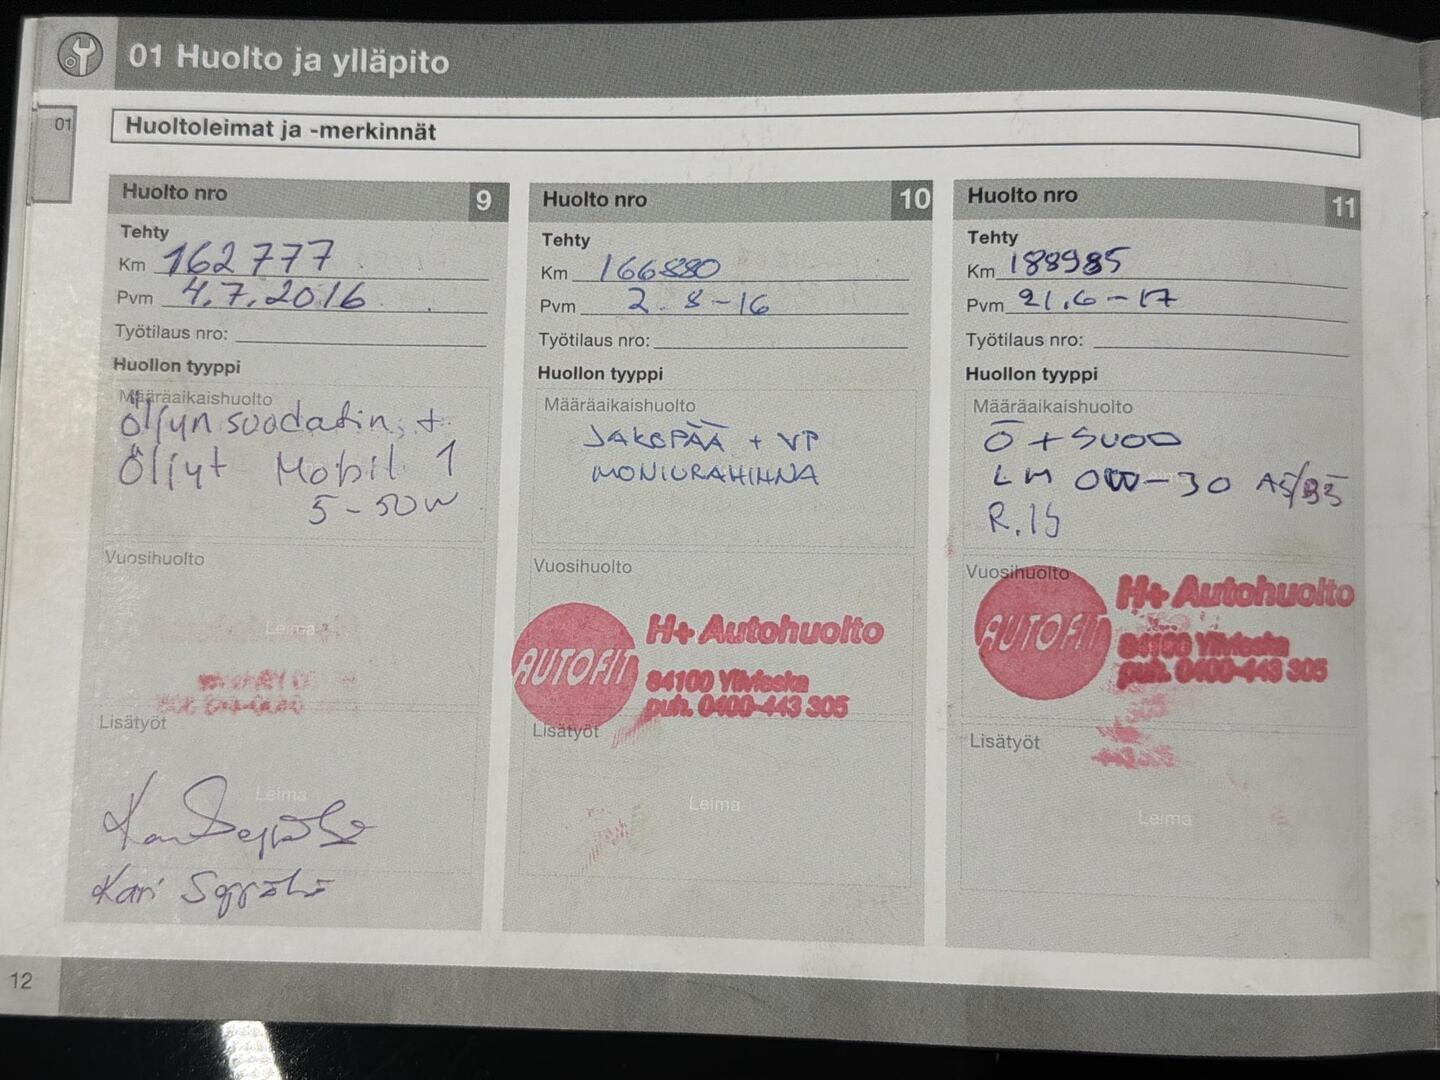 01 Huolto ja ylläpito
01
Huoltoleimat ja -merkinnät
Huolto nro 9
Tehty
Km 162777
Pvm 4.7.2016
Työtilaus nro:
Huollon tyyppi
Määräaikaishuolto
Öljyn suodatin, +
Öljyt Mobil 1
5-50w
Vuosihuolto
Leima
Lisätyöt
Leima
Kari
Huolto nro 10
Tehty
Km 166880
Pvm 2.8-16
Työtilaus nro:
Huollon tyyppi
Määräaikaishuolto
JAKOPÄÄ + VP
MONIURAHIHNA
Vuosihuolto
AUTOFIT
H+ Autohuolto
84100 Ylivieska
puh. 0400-443 305
Lisätyöt
Leima
Huolto nro 11
Tehty
Km 188985
Pvm 21.6-17
Työtilaus nro:
Huollon tyyppi
Määräaikaishuolto
Ö + SUOD
LM 0W-30 A5/B5
Leima
Vuosihuolto
AUTOFIT
H+ Autohuolto
84100 Ylivieska
puh. 0400-443 305
305
443 305
Lisätyöt
Leima
12